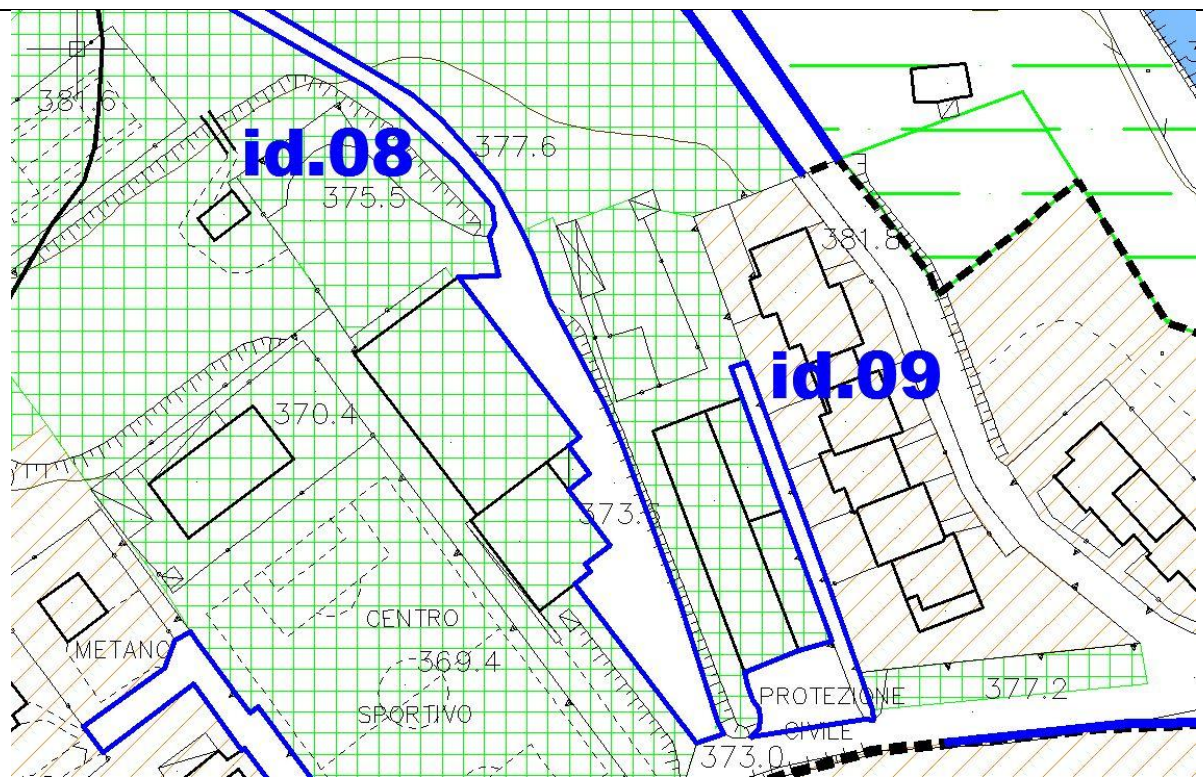 381.6
id.08
377.6
375.5
381.8
id.09
370.4
373.5
CENTRO
METANO
369.4
SPORTIVO
PROTEZIONE
377.2
CIVILE
373.0